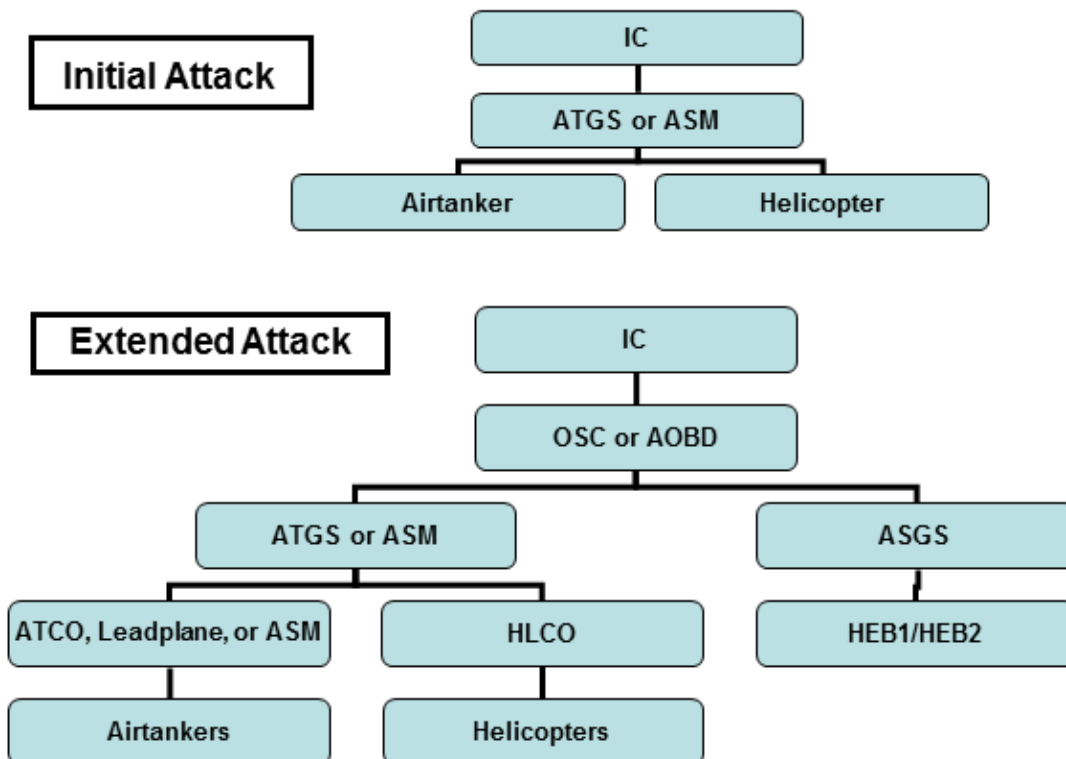 Initial Attack
IC
ATGS or ASM
Airtanker
Helicopter
Extended Attack
IC
OSC or AOBD
ATGS or ASM
ASGS
ATCO, Leadplane, or ASM
HLCO
HEB1/HEB2
Airtankers
Helicopters